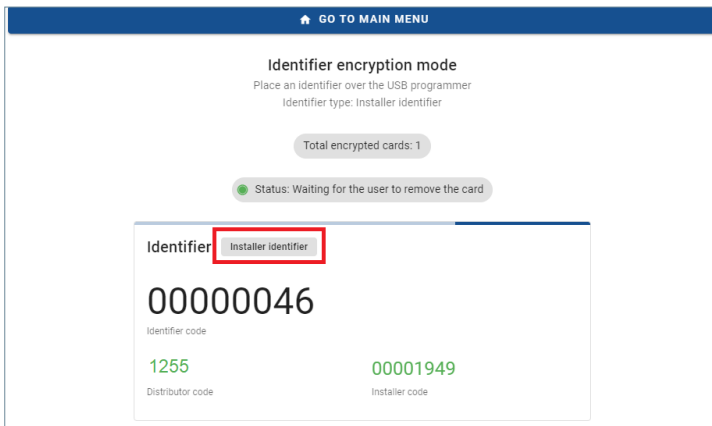 GO TO MAIN MENU
Identifier encryption mode
Place an identifier over the USB programmer
Identifier type: Installer identifier
Total encrypted cards: 1
Status: Waiting for the user to remove the card
Identifier Installer identifier
00000046
Identifier code
1255 00001949
Distributor code Installer code